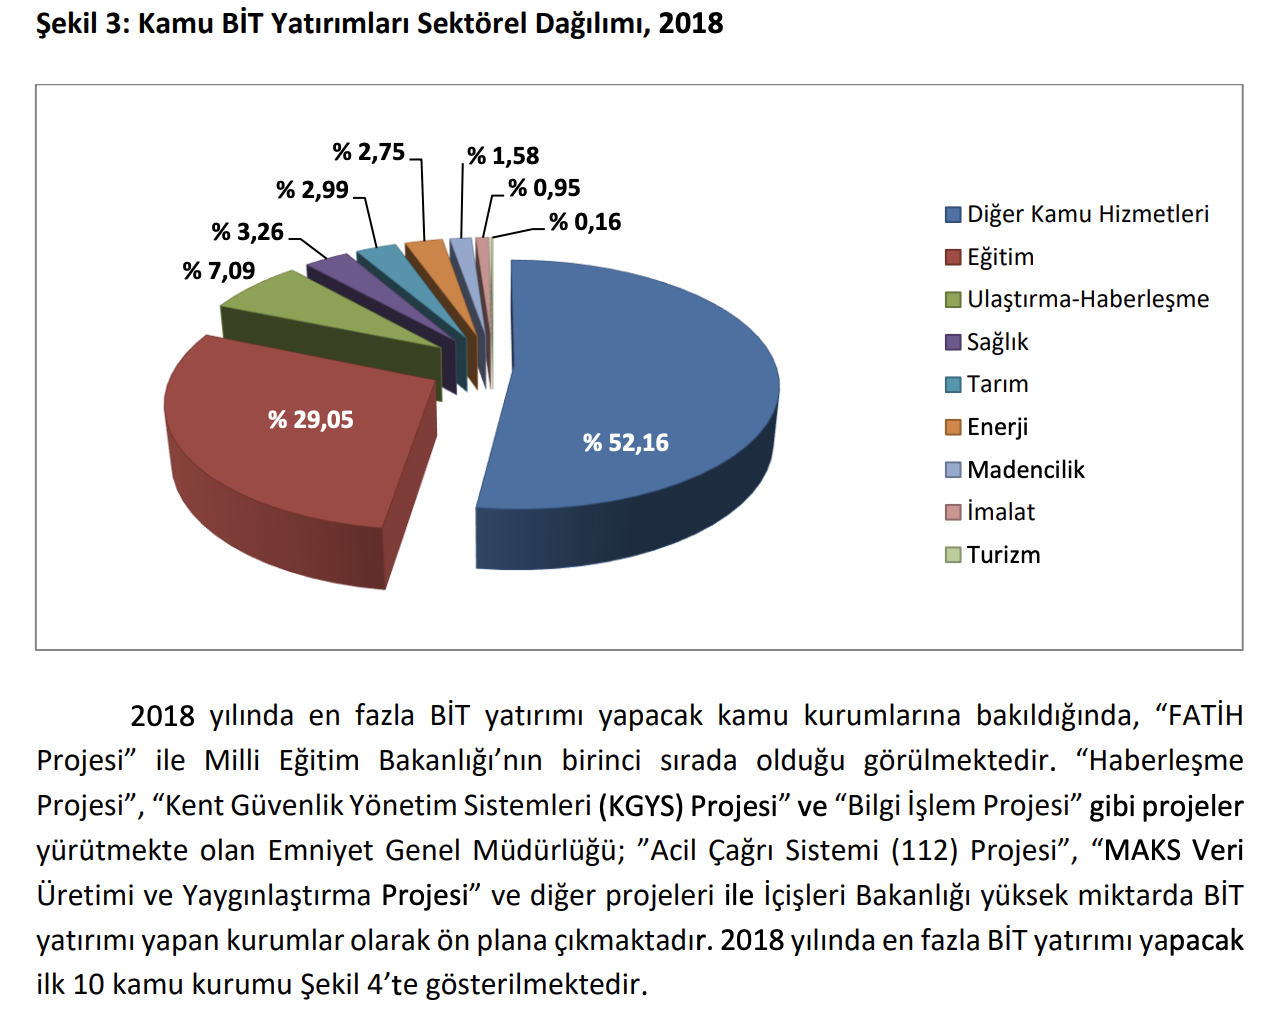 Şekil 3: Kamu BİT Yatırımları Sektörel Dağılımı, 2018
% 2,75
% 1,58
% 2,99
% 0,95
% 3,26
% 0,16
% 7,09
% 29,05
% 52,16
Diğer Kamu Hizmetleri
Eğitim
Ulaştırma-Haberleşme
Sağlık
Tarım
Enerji
Madencilik
İmalat
Turizm
2018 yılında en fazla BİT yatırımı yapacak kamu kurumlarına bakıldığında, “FATİH
Projesi” ile Milli Eğitim Bakanlığı’nın birinci sırada olduğu görülmektedir. “Haberleşme
Projesi”, “Kent Güvenlik Yönetim Sistemleri (KGYS) Projesi” ve “Bilgi İşlem Projesi” gibi projeler
yürütmekte olan Emniyet Genel Müdürlüğü; ”Acil Çağrı Sistemi (112) Projesi”, “MAKS Veri
Üretimi ve Yaygınlaştırma Projesi” ve diğer projeleri ile İçişleri Bakanlığı yüksek miktarda BİT
yatırımı yapan kurumlar olarak ön plana çıkmaktadır. 2018 yılında en fazla BİT yatırımı yapacak
ilk 10 kamu kurumu Şekil 4’te gösterilmektedir.